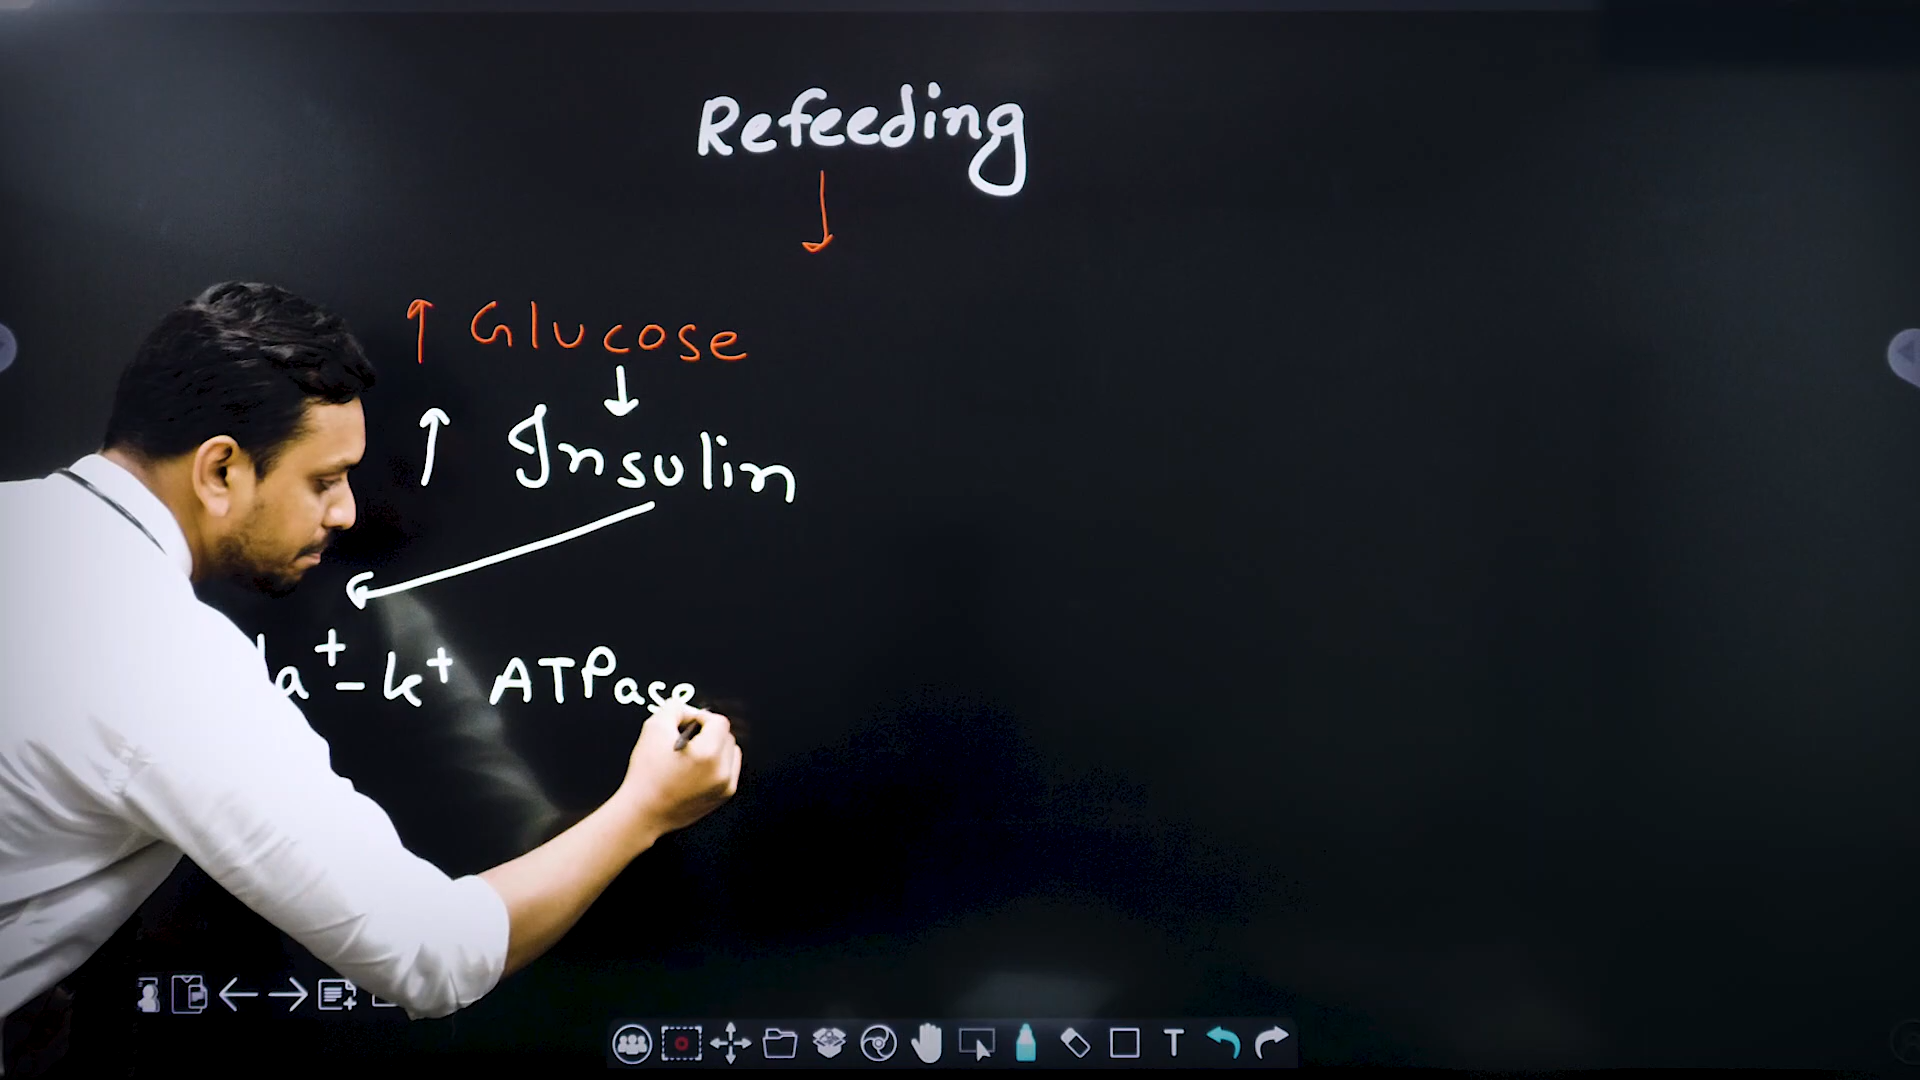 Refeeding
↓
↑ Glucose
↓
↑ Insulin
a⁺-k⁺ ATPase
T